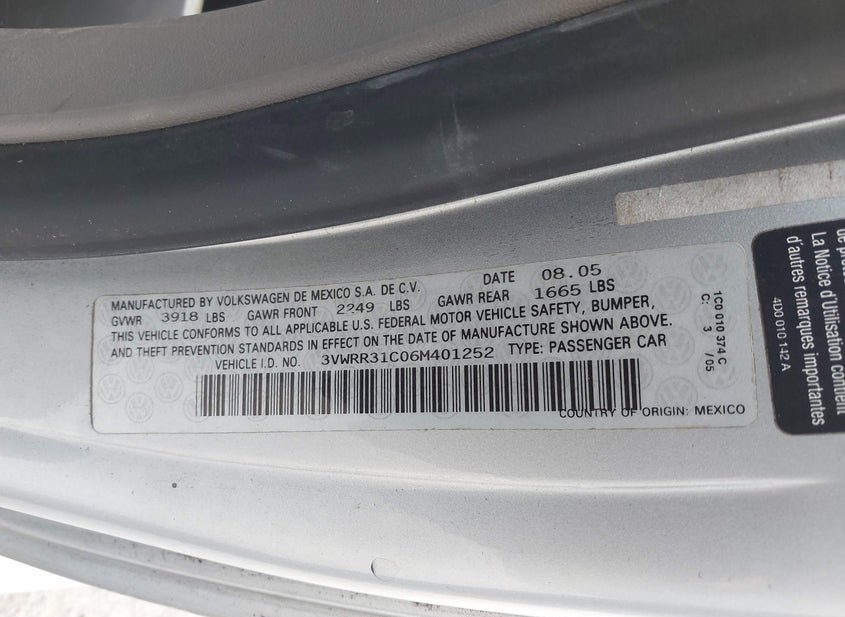 MANUFACTURED BY VOLKSWAGEN DE MEXICO S.A. DE C.V. DATE 08.05
GVWR 3918 LBS GAWR FRONT 2249 LBS GAWR REAR 1665 LBS
THIS VEHICLE CONFORMS TO ALL APPLICABLE U.S. FEDERAL MOTOR VEHICLE SAFETY, BUMPER,
AND THEFT PREVENTION STANDARDS IN EFFECT ON THE DATE OF MANUFACTURE SHOWN ABOVE.
VEHICLE I.D. NO. 3VWRR31C06M401252 TYPE: PASSENGER CAR
COUNTRY OF ORIGIN: MEXICO
1C0 010 374 C
C. 3 /05
La Notice d'Utilisation contient
d'autres remarques importantes
4D0 010 142 A